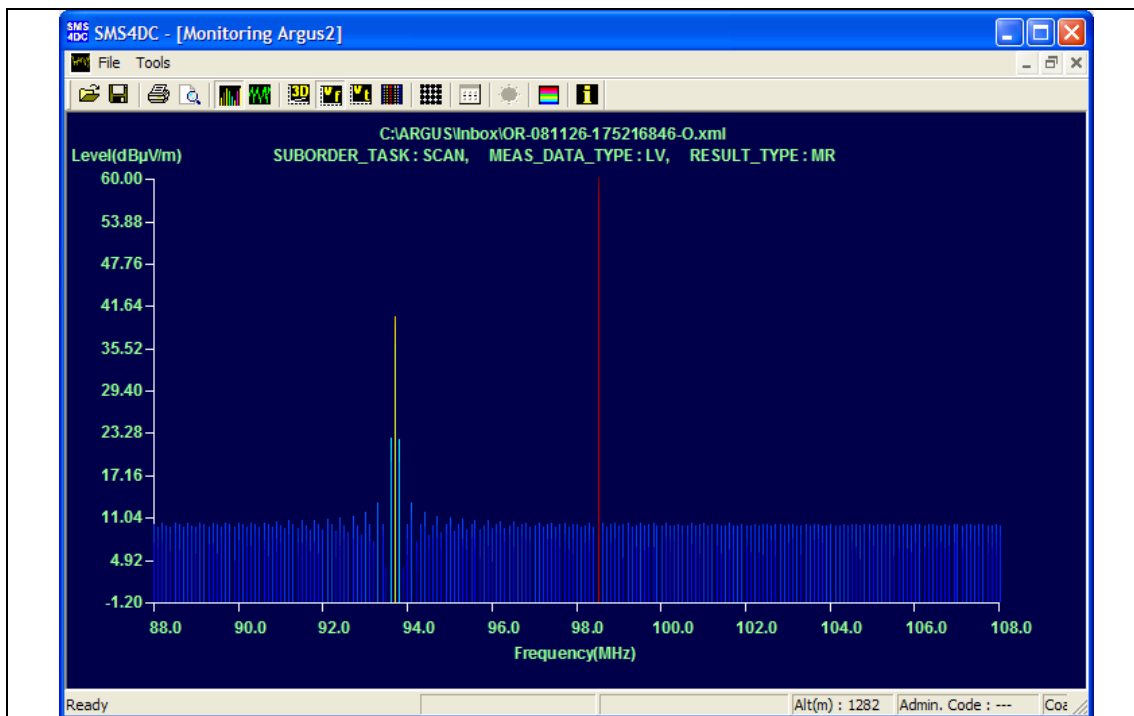 SMS4DC - [Monitoring Argus2]
File Tools
3D
C:\ARGUS\Inbox\OR-081126-175216846-O.xml
Level(dBµV/m) SUBORDER_TASK : SCAN, MEAS_DATA_TYPE : LV, RESULT_TYPE : MR
60.00
53.88
47.76
41.64
35.52
29.40
23.28
17.16
11.04
4.92
-1.20
88.0 90.0 92.0 94.0 96.0 98.0 100.0 102.0 104.0 106.0 108.0
Frequency(MHz)
Ready Alt(m) : 1282 Admin. Code : ---